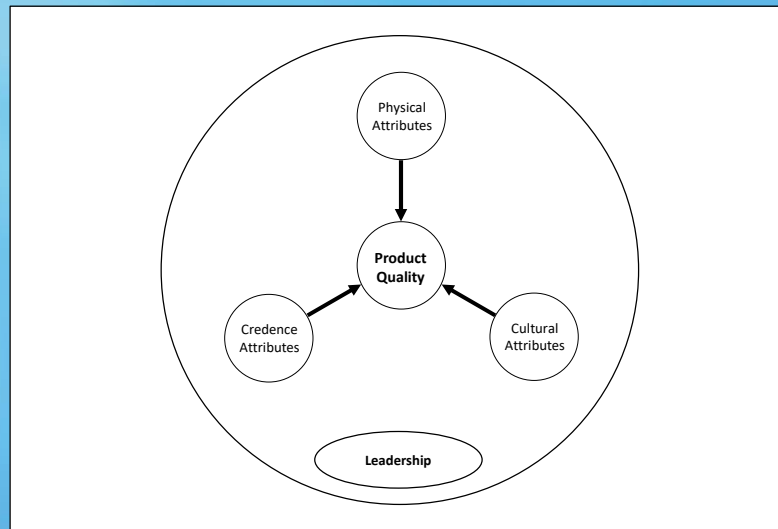 Physical
Attributes
Product
Quality
Credence
Attributes
Cultural
Attributes
Leadership